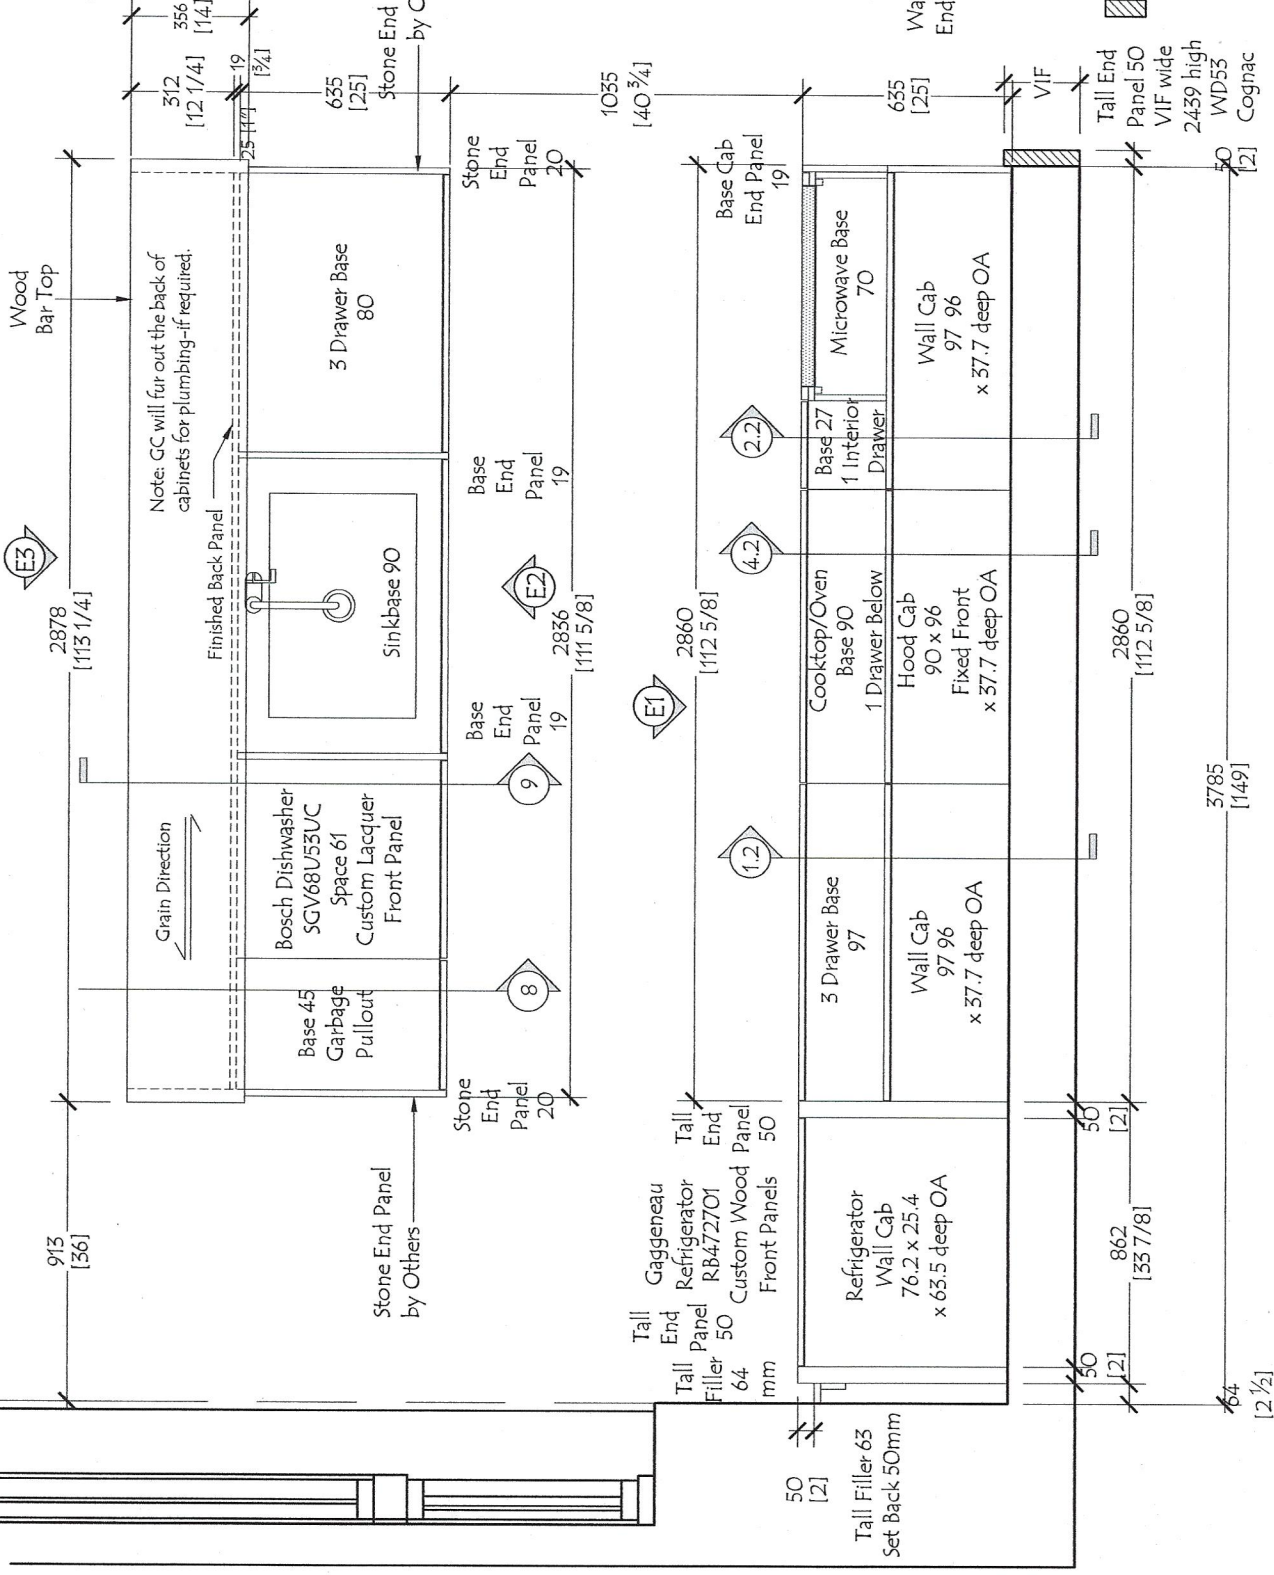 356
[14]
312
[12 1/4]
19
[¾]
25 [1"]
635
[25]
Stone End
by O
1035
[40 ¾]
635
[25]
VIF
Wa
End
Tall End
Panel 50
VIF wide
2439 high
WD53
Cognac
Wood
Bar Top
E3
2878
[113 1/4]
913
[36]
Note: GC will fur out the back of
cabinets for plumbing-if required.
Finished Back Panel
Grain Direction
3 Drawer Base
80
Sinkbase 90
Bosch Dishwasher
SGV68U53UC
Space 61
Custom Lacquer
Front Panel
Base 45
Garbage
Pullout
Stone
End
Panel
20
Base
End
Panel
19
Base
End
Panel
19
Stone
End
Panel
20
9
8
E2
2836
[111 5/8]
Stone End Panel
by Others
E1
2860
[112 5/8]
Base Cab
End Panel
19
2.2
4.2
1.2
Tall
End
Panel
50
Gaggeneau
Refrigerator
RB472701
Custom Wood
Front Panels
Tall
End
Panel
50
Tall
Filler
64
mm
Microwave Base
70
Base 27
1 Interior
Drawer
Cooktop/Oven
Base 90
1 Drawer Below
3 Drawer Base
97
Wall Cab
97 96
x 37.7 deep OA
Hood Cab
90 x 96
Fixed Front
x 37.7 deep OA
Wall Cab
97 96
x 37.7 deep OA
Refrigerator
Wall Cab
76.2 x 25.4
x 63.5 deep OA
50
[2]
Tall Filler 63
Set Back 50mm
50
[2]
862
[33 7/8]
50
[2]
2860
[112 5/8]
50
[2]
3785
[149]
64
[2 ½]